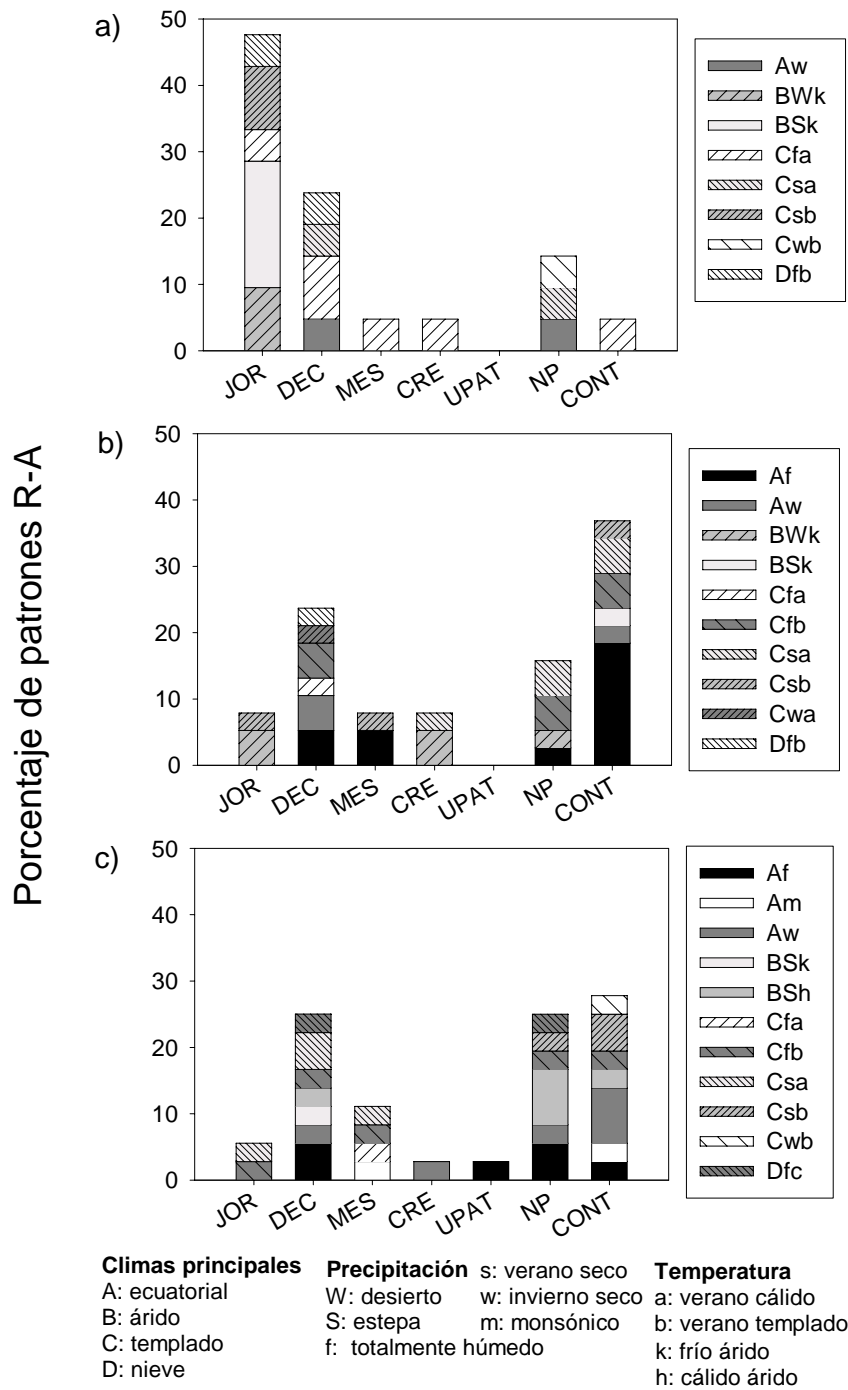 Porcentaje de patrones R-A
a)
50
40
30
20
10
0
JOR
DEC
MES
CRE
UPAT
NP
CONT
Aw
BWk
BSk
Cfa
Csa
Csb
Cwb
Dfb
b)
50
40
30
20
10
0
JOR
DEC
MES
CRE
UPAT
NP
CONT
Af
Aw
BWk
BSk
Cfa
Cfb
Csa
Csb
Cwa
Dfb
c)
50
40
30
20
10
0
JOR
DEC
MES
CRE
UPAT
NP
CONT
Af
Am
Aw
BSk
BSh
Cfa
Cfb
Csa
Csb
Cwb
Dfc
Climas principales
A: ecuatorial
B: árido
C: templado
D: nieve
Precipitación
W: desierto
S: estepa
f: totalmente húmedo
s: verano seco
w: invierno seco
m: monsónico
Temperatura
a: verano cálido
b: verano templado
k: frío árido
h: cálido árido